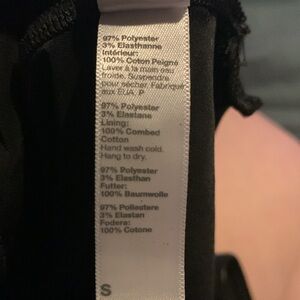 97% Polyester
3% Elasthanne
Intérieur:
100% Coton Peigné
Laver à la main eau
froide. Suspendre
pour sécher. Fabriqué
aux EUA. P
97% Polyester
3% Elastane
Lining:
100% Combed
Cotton
Hand wash cold.
Hang to dry.
97% Polyester
3% Elasthan
Futter:
100% Baumwolle
97% Poliestere
3% Elastan
Fodera:
100% Cotone
S